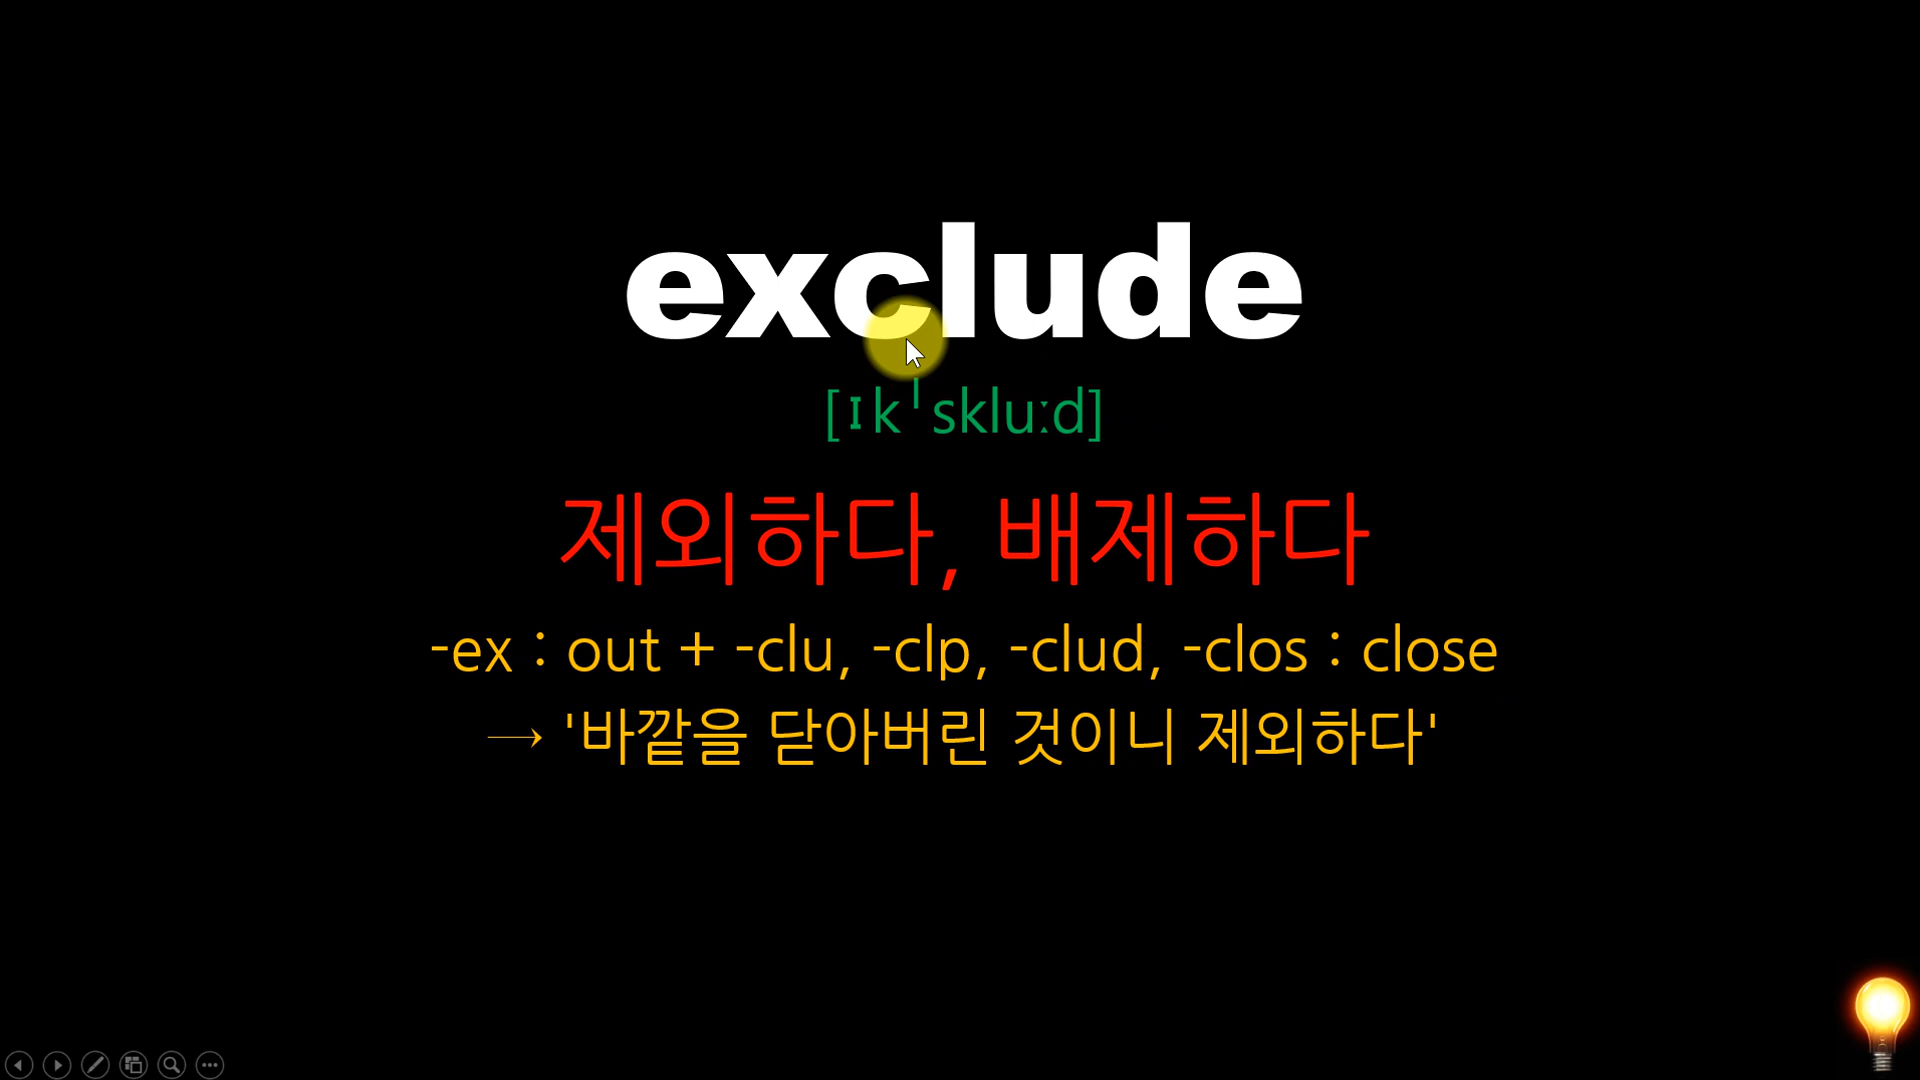 exclude
[ɪkˈskluːd]
제외하다, 배제하다
-ex : out + -clu, -clp, -clud, -clos : close
→ '바깥을 닫아버린 것이니 제외하다'